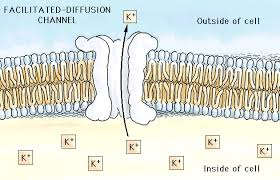 FACILITATED-DIFFUSION
CHANNEL
K+
Outside of cell
K+
K+
K+
K+
K+
K+
K+
Inside of cell